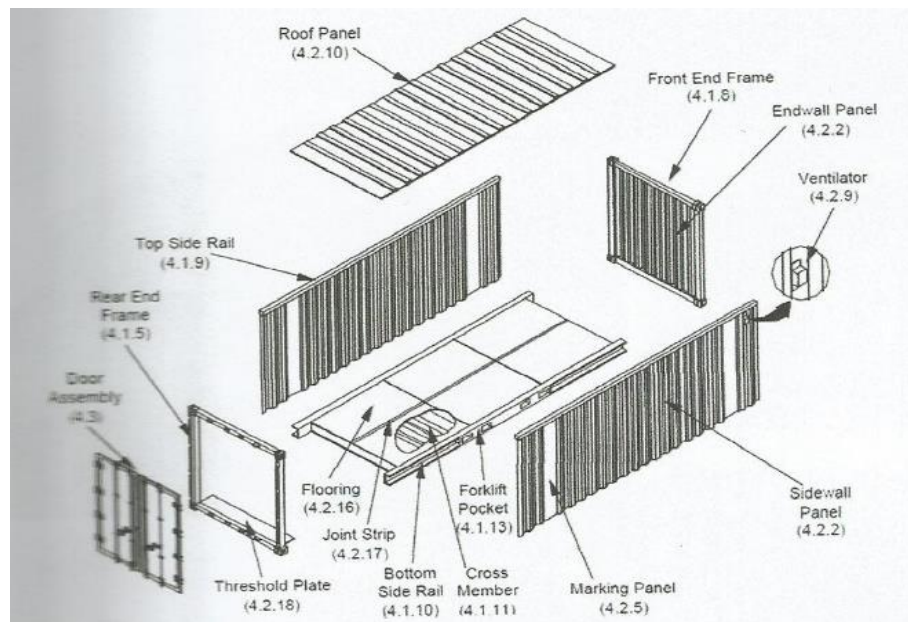 Roof Panel
(4.2.10)
Front End Frame
(4.1.8)
Endwall Panel
(4.2.2)
Ventilator
(4.2.9)
Top Side Rail
(4.1.9)
Rear End
Frame
(4.1.5)
Door
Assembly
(4.3)
Flooring
(4.2.16)
Joint Strip
(4.2.17)
Forklift
Pocket
(4.1.13)
Sidewall
Panel
(4.2.2)
Threshold Plate
(4.2.18)
Bottom
Side Rail
(4.1.10)
Cross
Member
(4.1.11)
Marking Panel
(4.2.5)